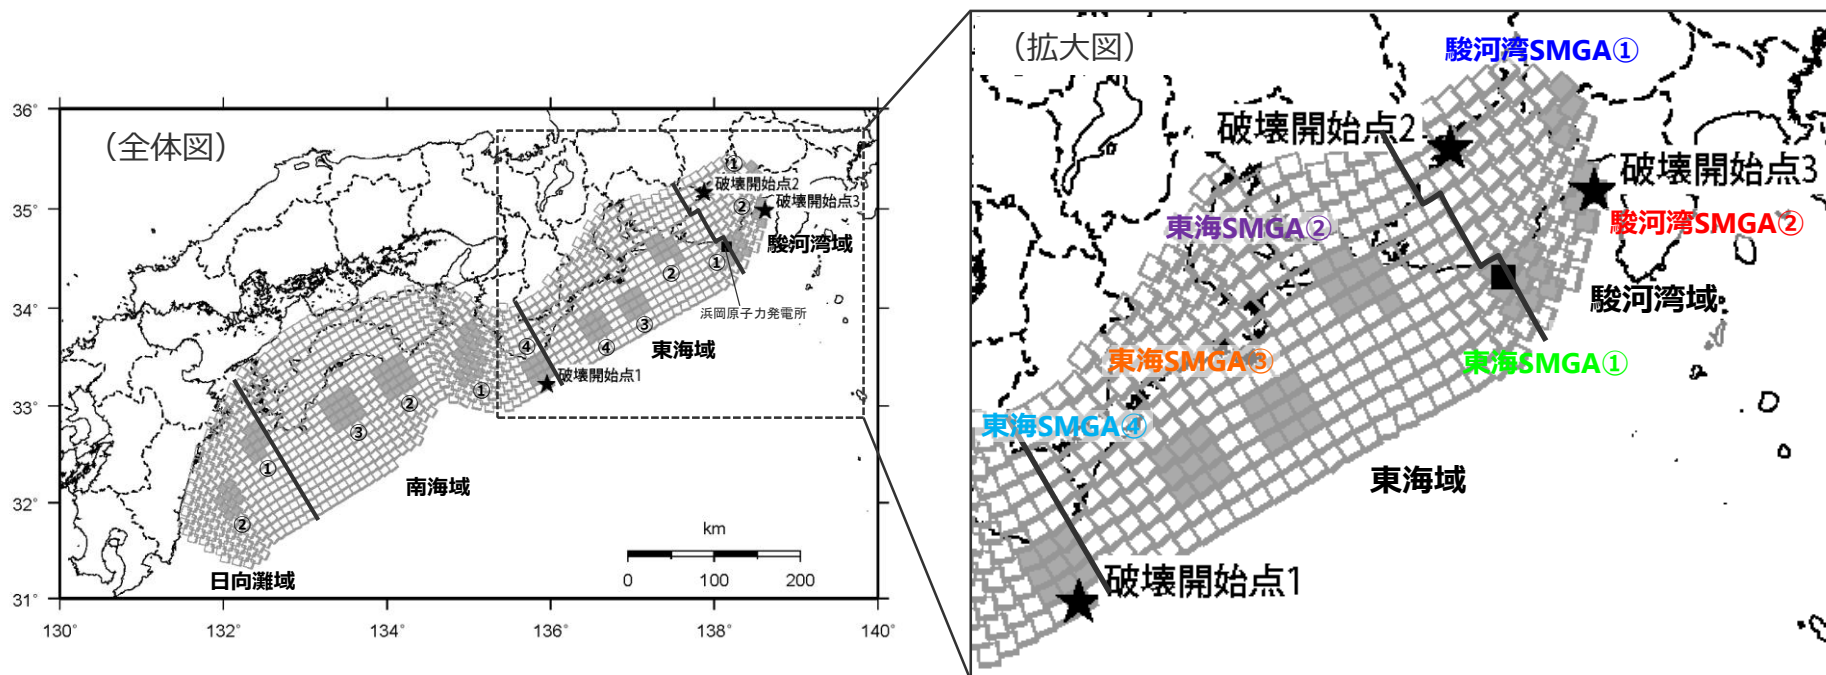 (全体図)
36°
35°
34°
33°
32°
31°
130°
132°
134°
136°
138°
140°
①
破壊開始点2
②
破壊開始点3
駿河湾域
②
①
浜岡原子力発電所
③
東海域
④
④
破壊開始点1
①
②
③
南海域
①
②
日向灘域
km
0
100
200
(拡大図)
駿河湾SMGA①
破壊開始点2
破壊開始点3
東海SMGA②
駿河湾SMGA②
駿河湾域
東海SMGA③
東海SMGA①
東海SMGA④
東海域
破壊開始点1